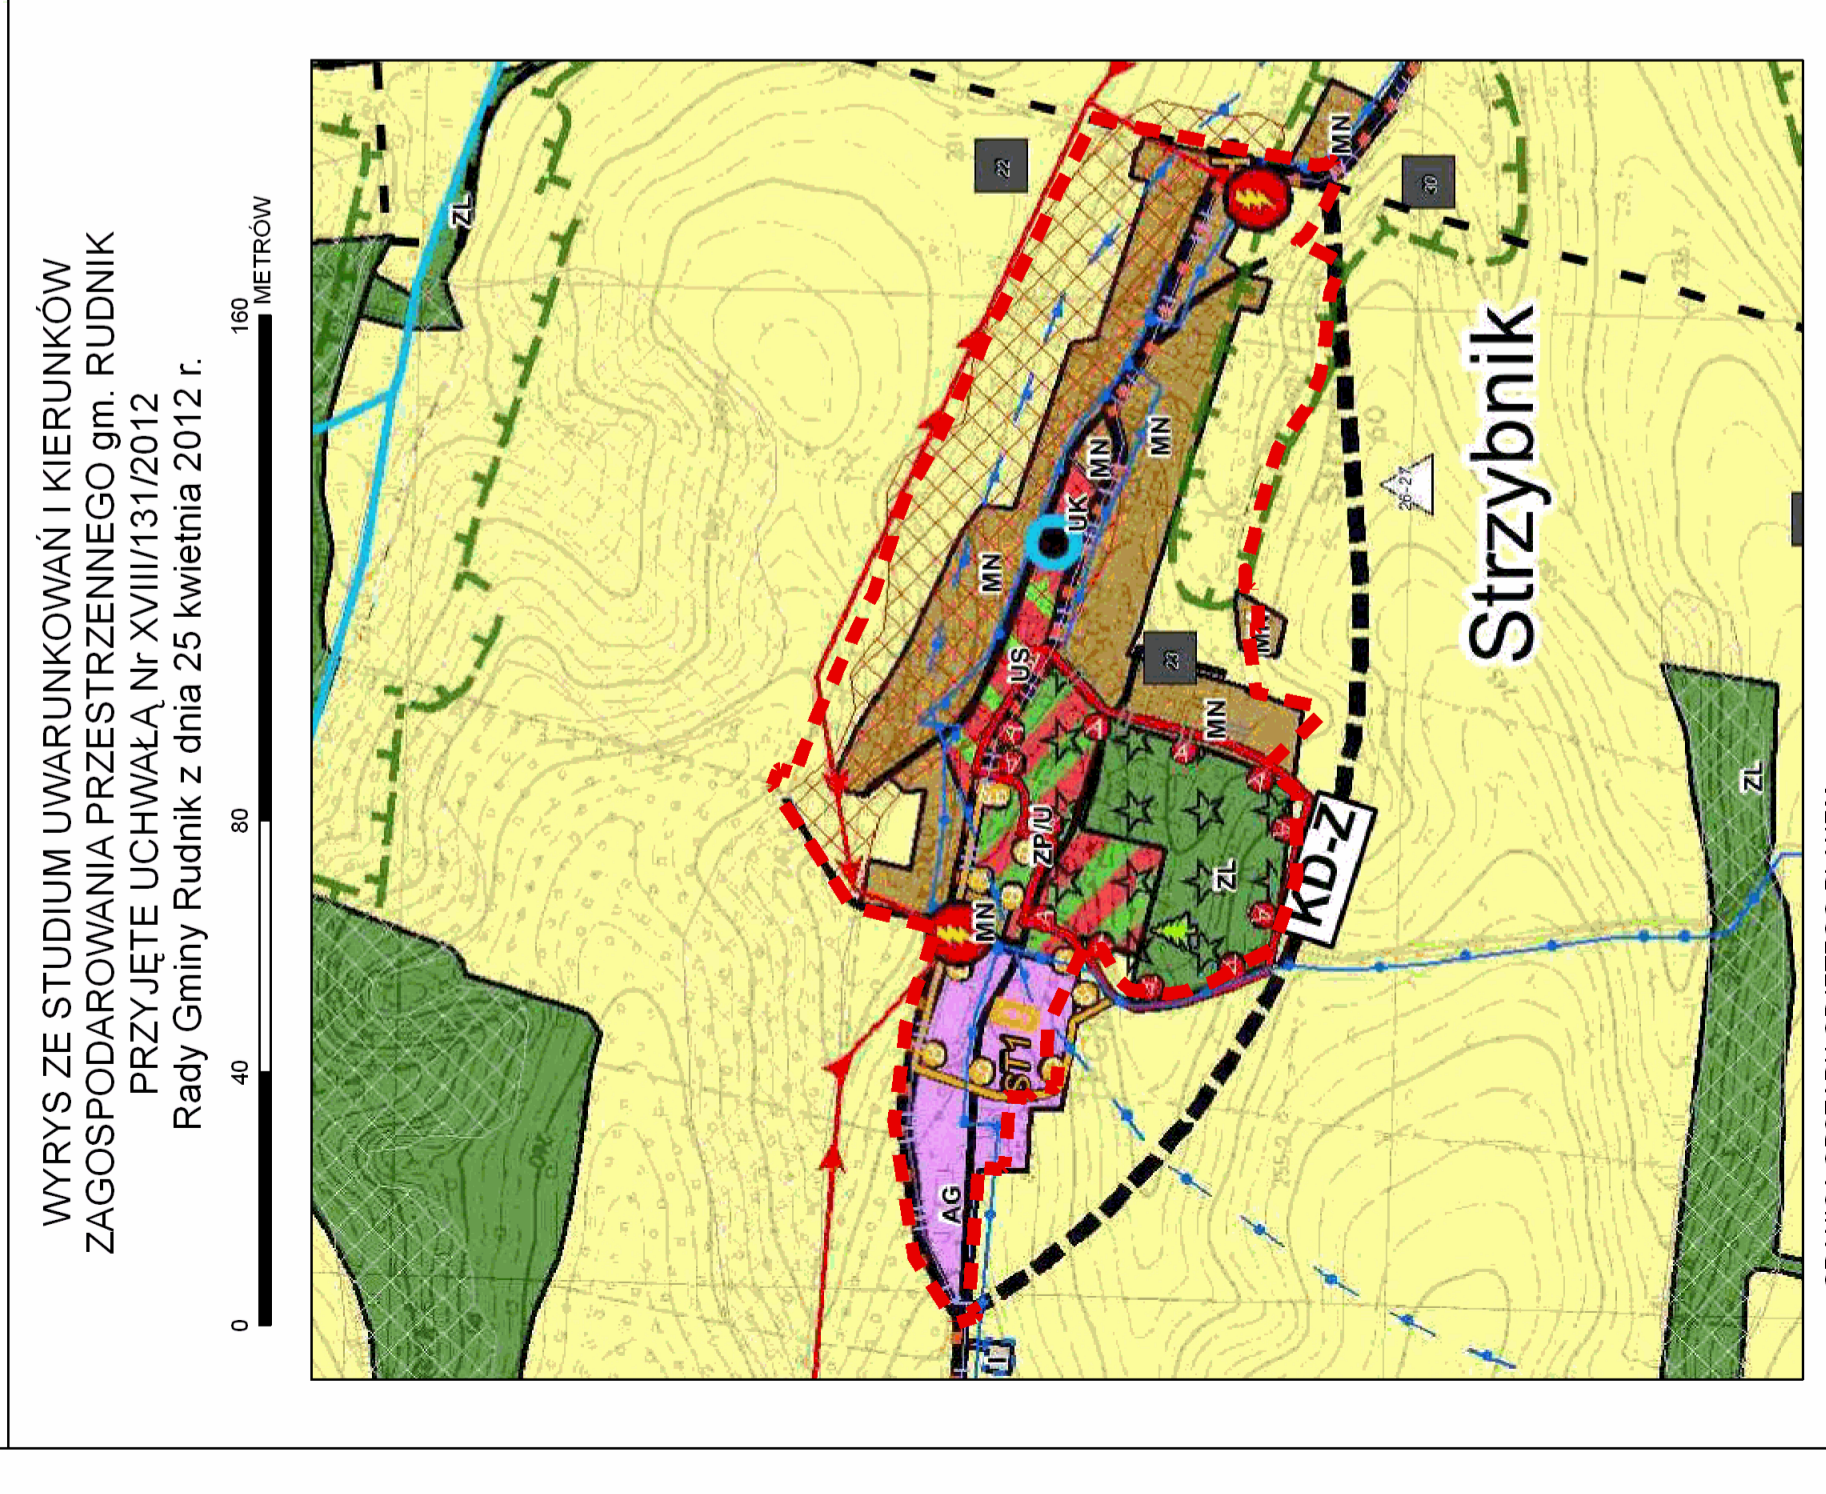 WYRYS ZE STUDIUM UWARUNKOWAŃ I KIERUNKÓW
ZAGOSPODAROWANIA PRZESTRZENNEGO gm. RUDNIK
PRZYJĘTE UCHWAŁĄ Nr XVIII/131/2012
Rady Gminy Rudnik z dnia 25 kwietnia 2012 r.
0 40 80 160
METRÓW
ZL
22
MN
30
MN
MN
UK
MN
26-27
Strzybnik
US
23
MN
ZP/U
ZL
KD-Z
ZL
MN
ST1
AG